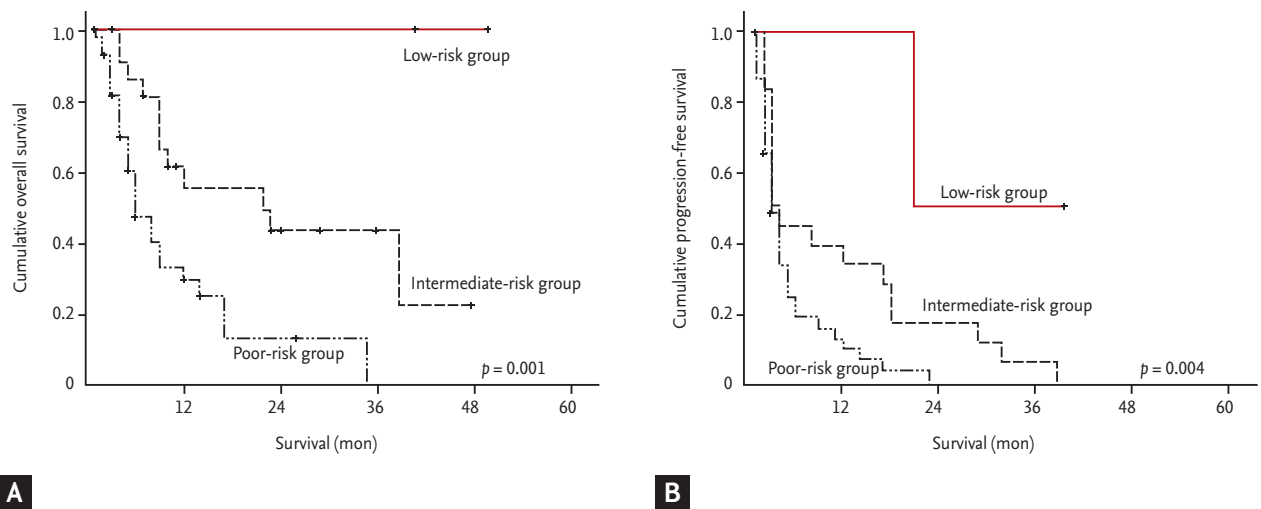 Cumulative overall survival
1.0
0.8
0.6
0.4
0.2
0
Low-risk group
Intermediate-risk group
Poor-risk group
p = 0.001
12 24 36 48 60
Survival (mon)
A
Cumulative progression-free survival
1.0
0.8
0.6
0.4
0.2
0
Low-risk group
Intermediate-risk group
Poor-risk group
p = 0.004
12 24 36 48 60
Survival (mon)
B